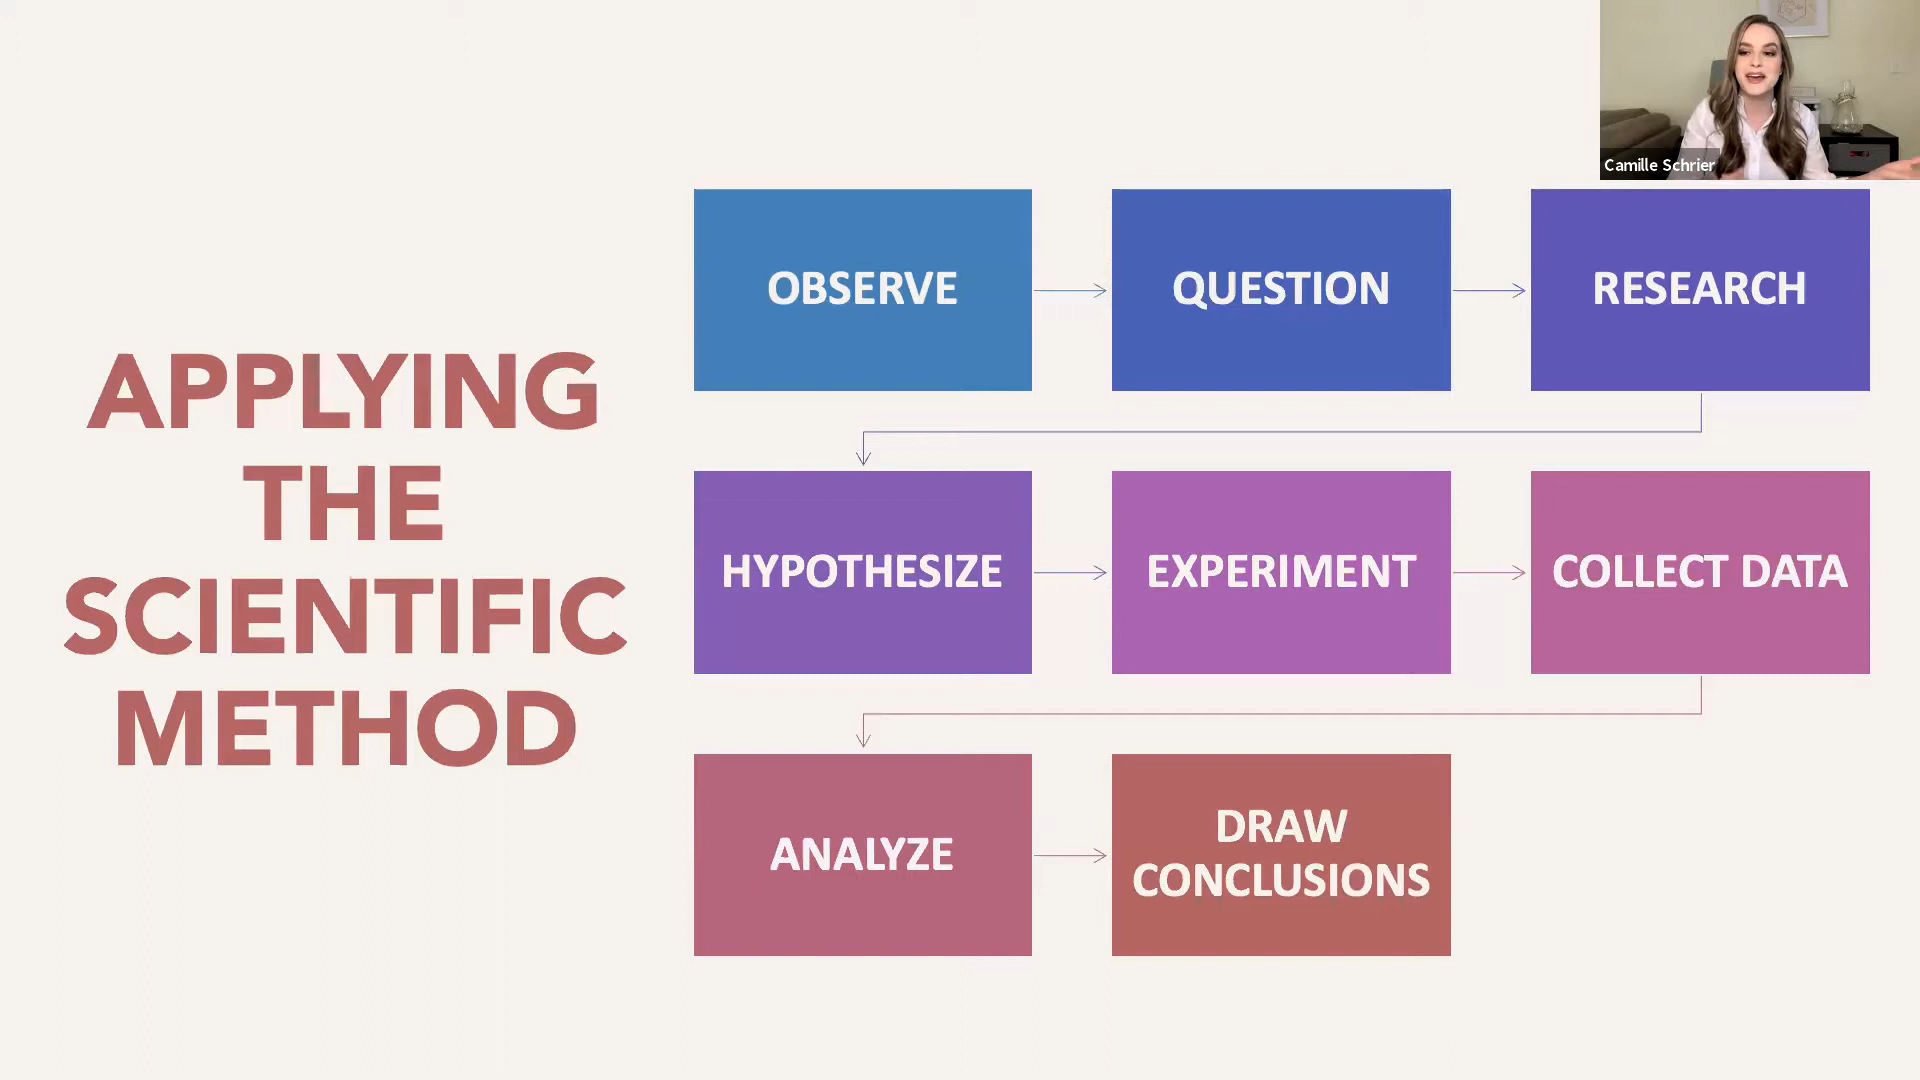 APPLYING
THE
SCIENTIFIC
METHOD
OBSERVE
QUESTION
RESEARCH
HYPOTHESIZE
EXPERIMENT
COLLECT DATA
ANALYZE
DRAW
CONCLUSIONS
Camille Schrier